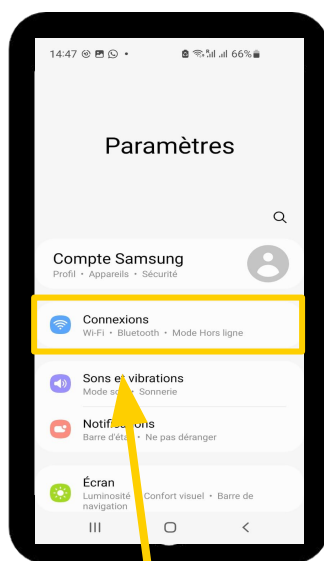 14:47 66%
Paramètres
Compte Samsung
Profil • Appareils • Sécurité
Connexions
Wi-Fi • Bluetooth • Mode Hors ligne
Sons et vibrations
Mode • Sonnerie
Notifications
Barre d'état • Ne pas déranger
Écran
Luminosité • Confort visuel • Barre de
navigation